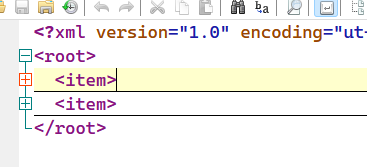 <?xml version="1.0" encoding="ut-
<root>
<item>
<item>
</root>